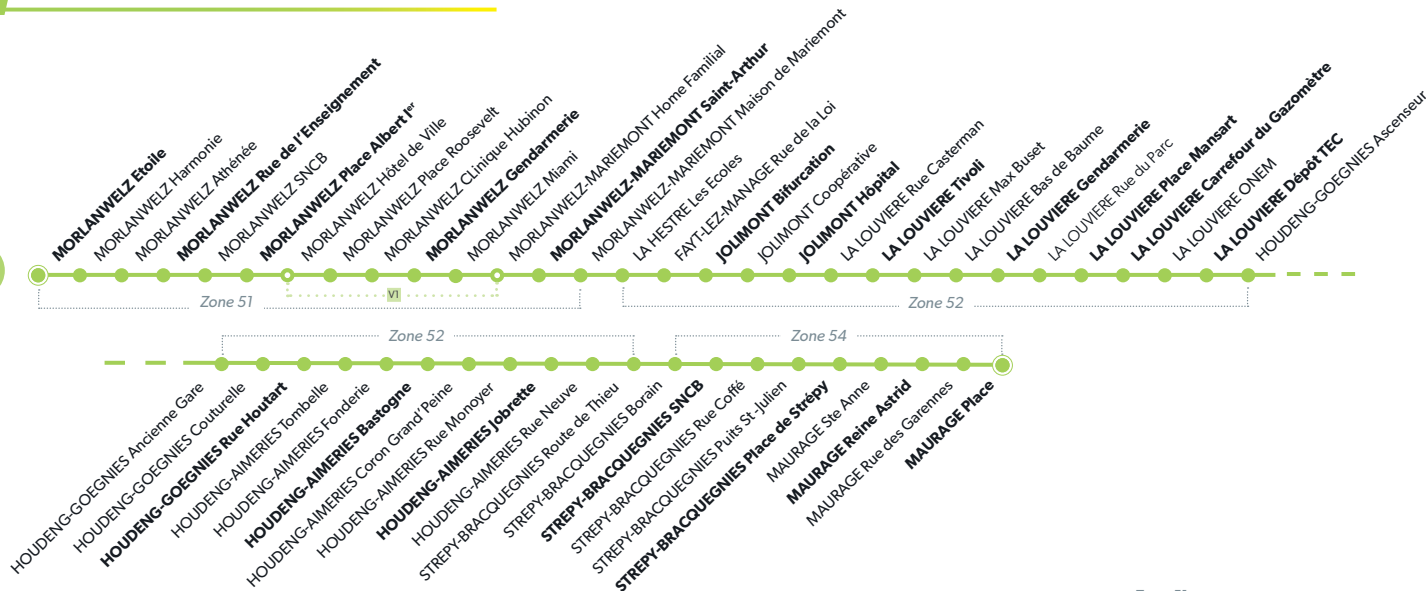 MORLANWELZ Etoile
MORLANWELZ Harmonie
MORLANWELZ Athénée
MORLANWELZ Rue de l'Enseignement
MORLANWELZ SNCB
MORLANWELZ Place Albert Ier
MORLANWELZ Hôtel de Ville
MORLANWELZ Place Roosevelt
MORLANWELZ CLinique Hubinon
MORLANWELZ Gendarmerie
MORLANWELZ Miami
MORLANWELZ-MARIEMONT Home Familial
MORLANWELZ-MARIEMONT Saint-Arthur
MORLANWELZ-MARIEMONT Maison de Mariemont
LA HESTRE Les Ecoles
FAYT-LEZ-MANAGE Rue de la Loi
JOLIMONT Bifurcation
JOLIMONT Coopérative
JOLIMONT Hôpital
LA LOUVIERE Rue Casterman
LA LOUVIERE Tivoli
LA LOUVIERE Max Buset
LA LOUVIERE Bas de Baume
LA LOUVIERE Gendarmerie
LA LOUVIERE Rue du Parc
LA LOUVIERE Place Mansart
LA LOUVIERE Carrefour du Gazomètre
LA LOUVIERE ONEM
LA LOUVIERE Dépôt TEC
HOUDENG-GOEGNIES Ascenseur
V1
Zone 51
Zone 52
Zone 52
Zone 54
HOUDENG-GOEGNIES Ancienne Gare
HOUDENG-GOEGNIES Couturelle
HOUDENG-GOEGNIES Rue Houtart
HOUDENG-AIMERIES Tombelle
HOUDENG-AIMERIES Fonderie
HOUDENG-AIMERIES Bastogne
HOUDENG-AIMERIES Coron Grand'Peine
HOUDENG-AIMERIES Rue Monoyer
HOUDENG-AIMERIES Jobrette
HOUDENG-AIMERIES Rue Neuve
STREPY-BRACQUEGNIES Route de Thieu
STREPY-BRACQUEGNIES Borain
STREPY-BRACQUEGNIES SNCB
STREPY-BRACQUEGNIES Rue Coffé
STREPY-BRACQUEGNIES Puits St-Julien
STREPY-BRACQUEGNIES Place de Strépy
MAURAGE Ste Anne
MAURAGE Reine Astrid
MAURAGE Rue des Garennes
MAURAGE Place